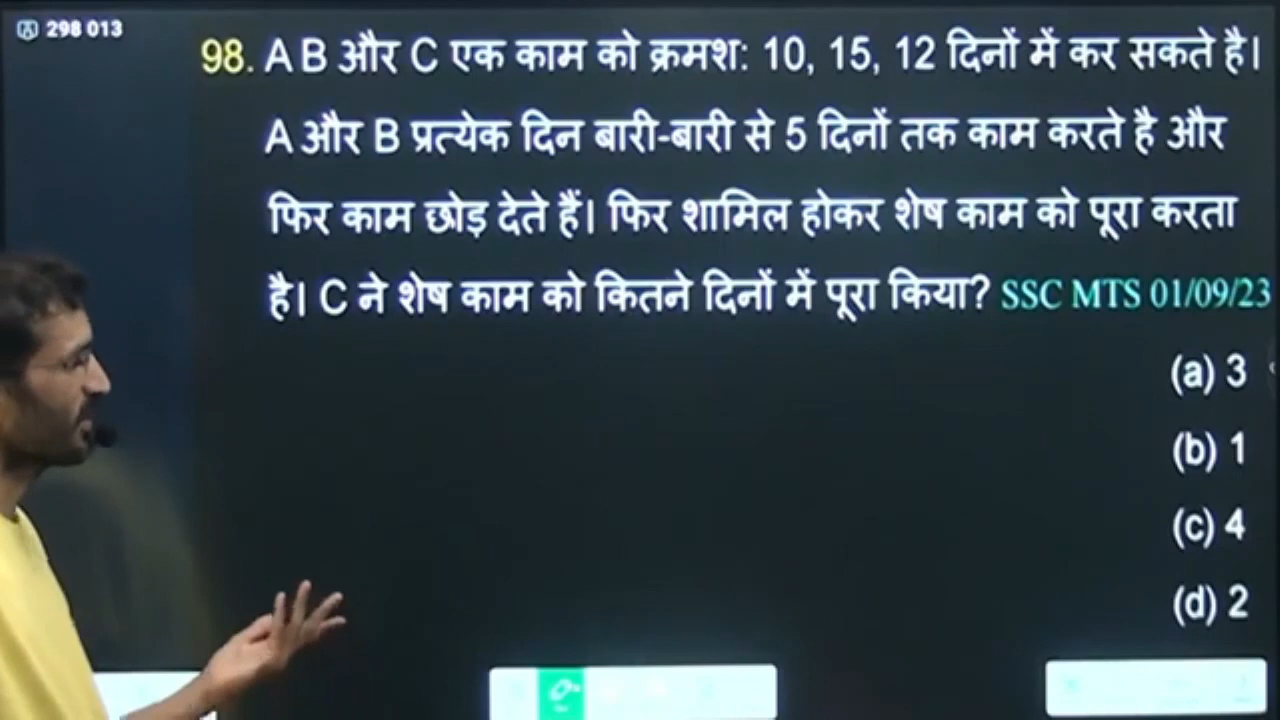 298 013
98. A B और C एक काम को क्रमश: 10, 15, 12 दिनों में कर सकते है।
A और B प्रत्येक दिन बारी-बारी से 5 दिनों तक काम करते है और
फिर काम छोड़ देते हैं। फिर शामिल होकर शेष काम को पूरा करता
है। C ने शेष काम को कितने दिनों में पूरा किया? SSC MTS 01/09/23
(a) 3
(b) 1
(c) 4
(d) 2